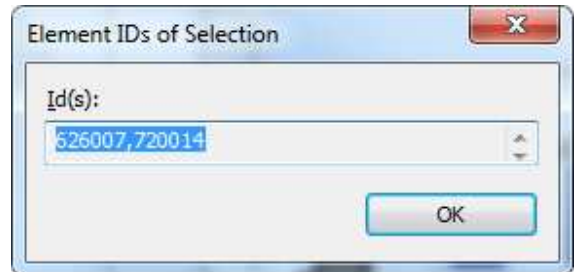 Element IDs of Selection
Id(s):
626007,720014
OK